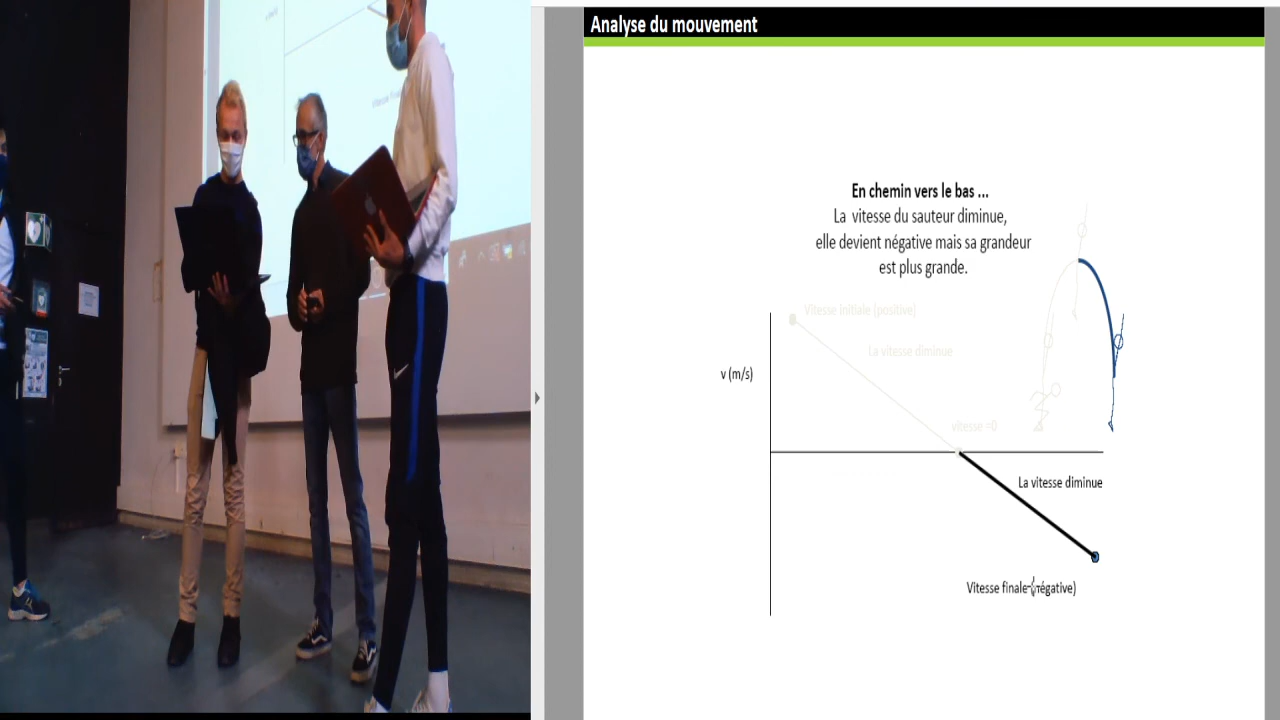 Analyse du mouvement
En chemin vers le bas ...
La vitesse du sauteur diminue,
elle devient négative mais sa grandeur
est plus grande.
Vitesse initiale (positive)
La vitesse diminue
v (m/s)
vitesse =0
La vitesse diminue
Vitesse finale (négative)